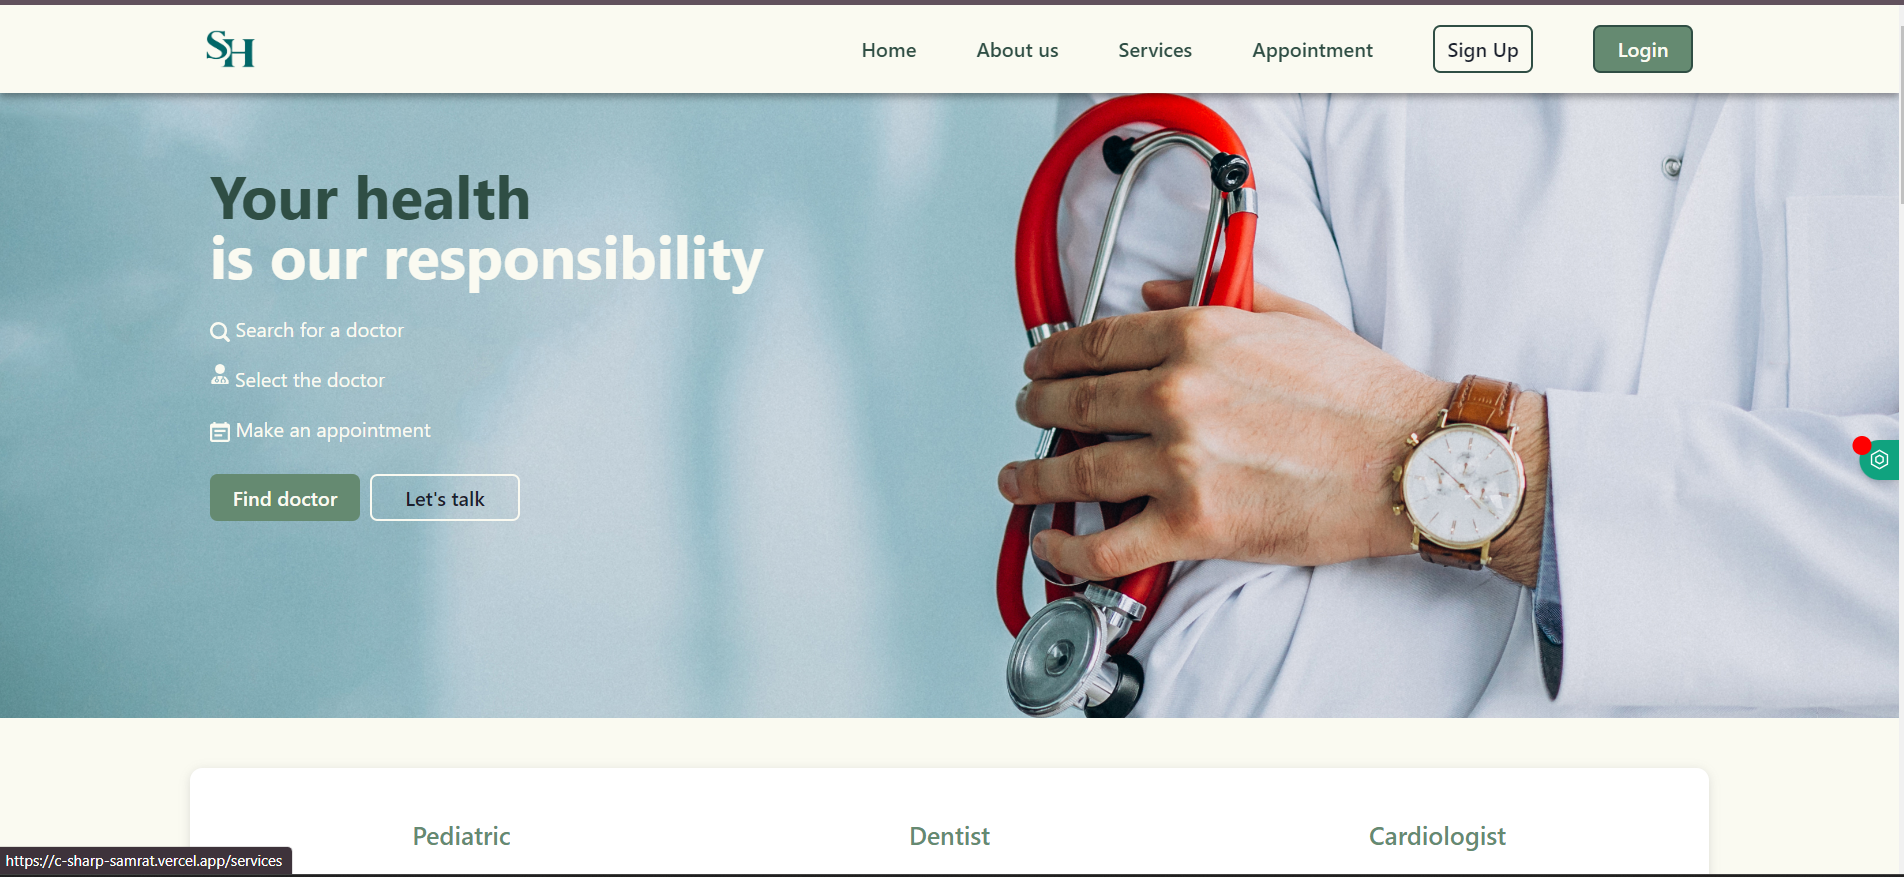 SH
Home About us Services Appointment Sign Up Login
Your health
is our responsibility
Search for a doctor
Select the doctor
Make an appointment
Find doctor Let's talk
Pediatric Dentist Cardiologist
https://c-sharp-samrat.vercel.app/services